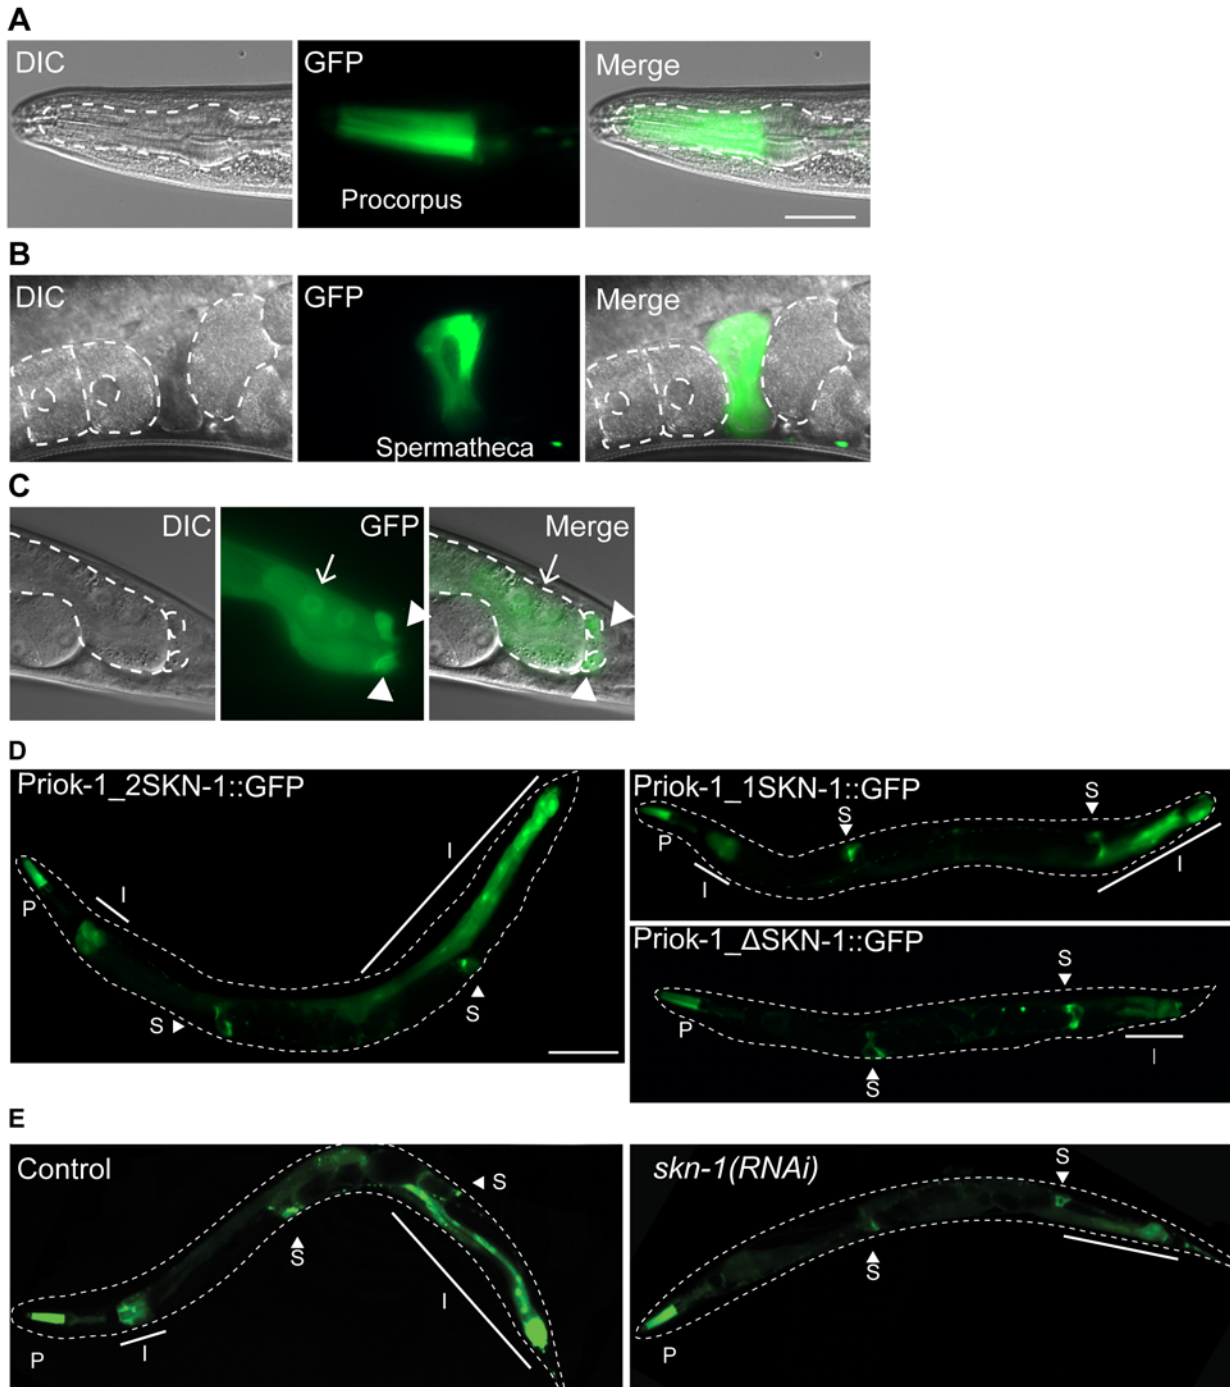 A
DIC
GFP
Merge
Procorpus
B
DIC
GFP
Merge
Spermatheca
C
DIC
GFP
Merge
D
Priok-1_2SKN-1::GFP
I
P
I
S
S
Priok-1_1SKN-1::GFP
S
S
P
I
I
Priok-1_ΔSKN-1::GFP
S
P
I
S
E
Control
S
S
I
P
I
skn-1(RNAi)
S
S
I
P